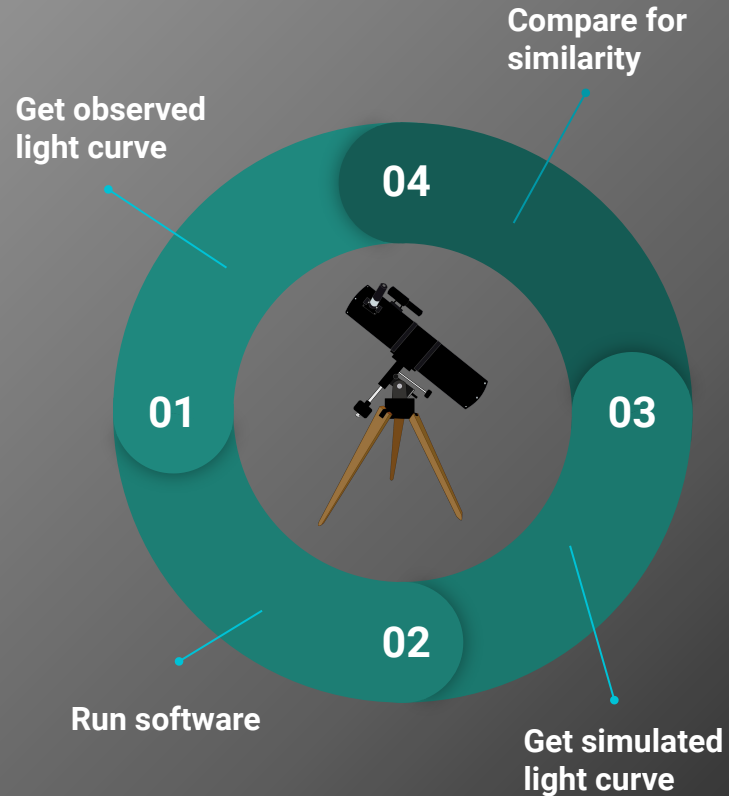 Compare for
similarity
Get observed
light curve
04
01
03
02
Run software
Get simulated
light curve